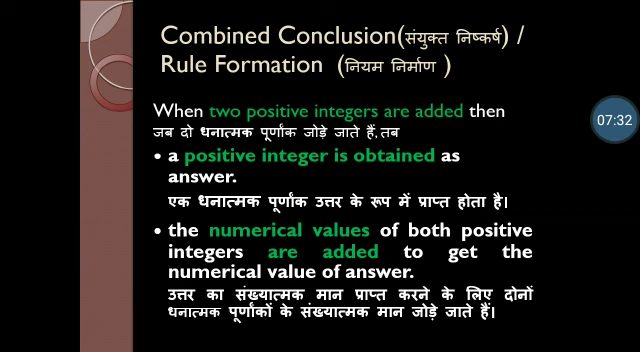 Combined Conclusion(संयुक्त निष्कर्ष) /
Rule Formation (नियम निर्माण )
When two positive integers are added then
जब दो धनात्मक पूर्णांक जोड़े जाते हैं,तब
• a positive integer is obtained as
answer.
एक धनात्मक पूर्णांक उत्तर के रूप में प्राप्त होता है।
• the numerical values of both positive
integers are added to get the
numerical value of answer.
उत्तर का संख्यात्मक मान प्राप्त करने के लिए दोनों
धनात्मक पूर्णांकों के संख्यात्मक मान जोड़े जाते हैं।
07:32